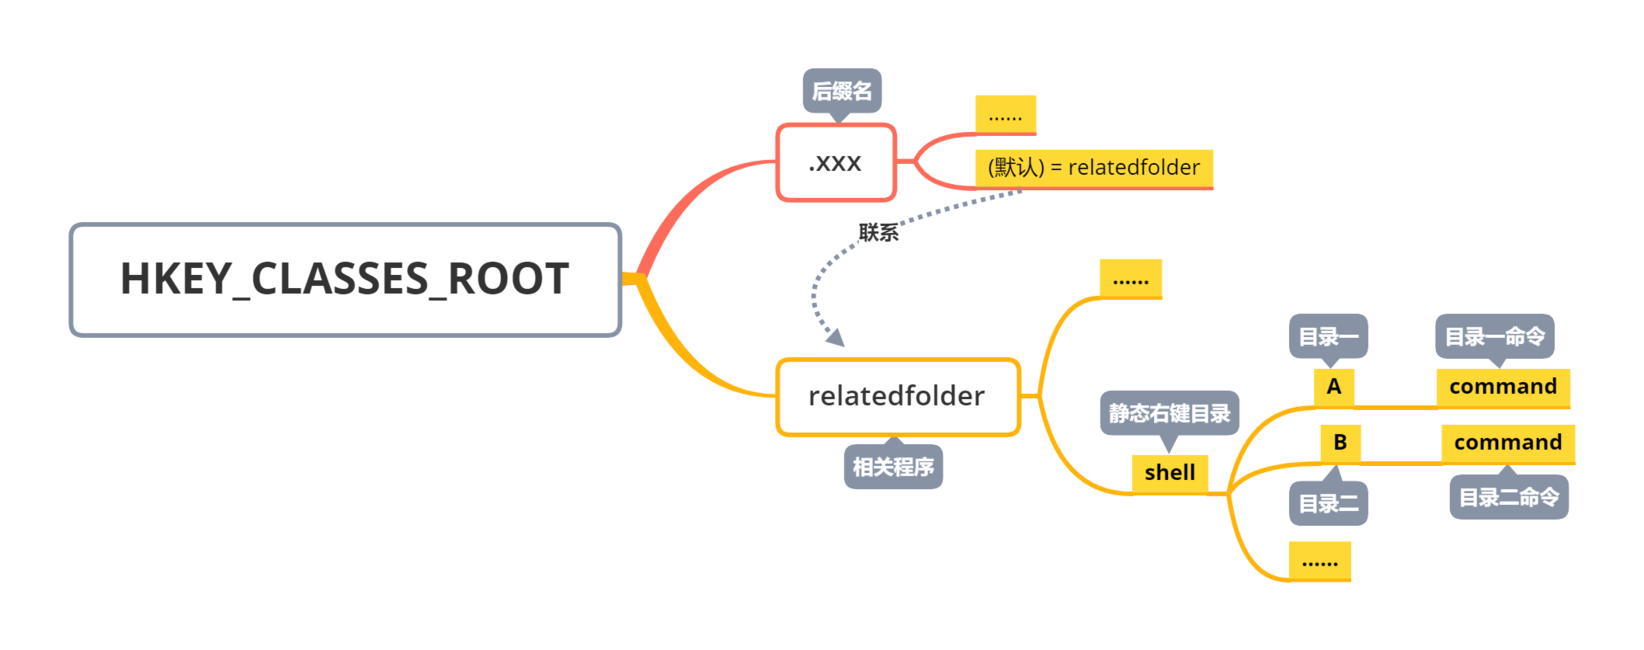 HKEY_CLASSES_ROOT
后缀名
.xxx
......
(默认) = relatedfolder
联系
relatedfolder
相关程序
......
静态右键目录
shell
目录一
A
目录一命令
command
B
目录二
command
目录二命令
......